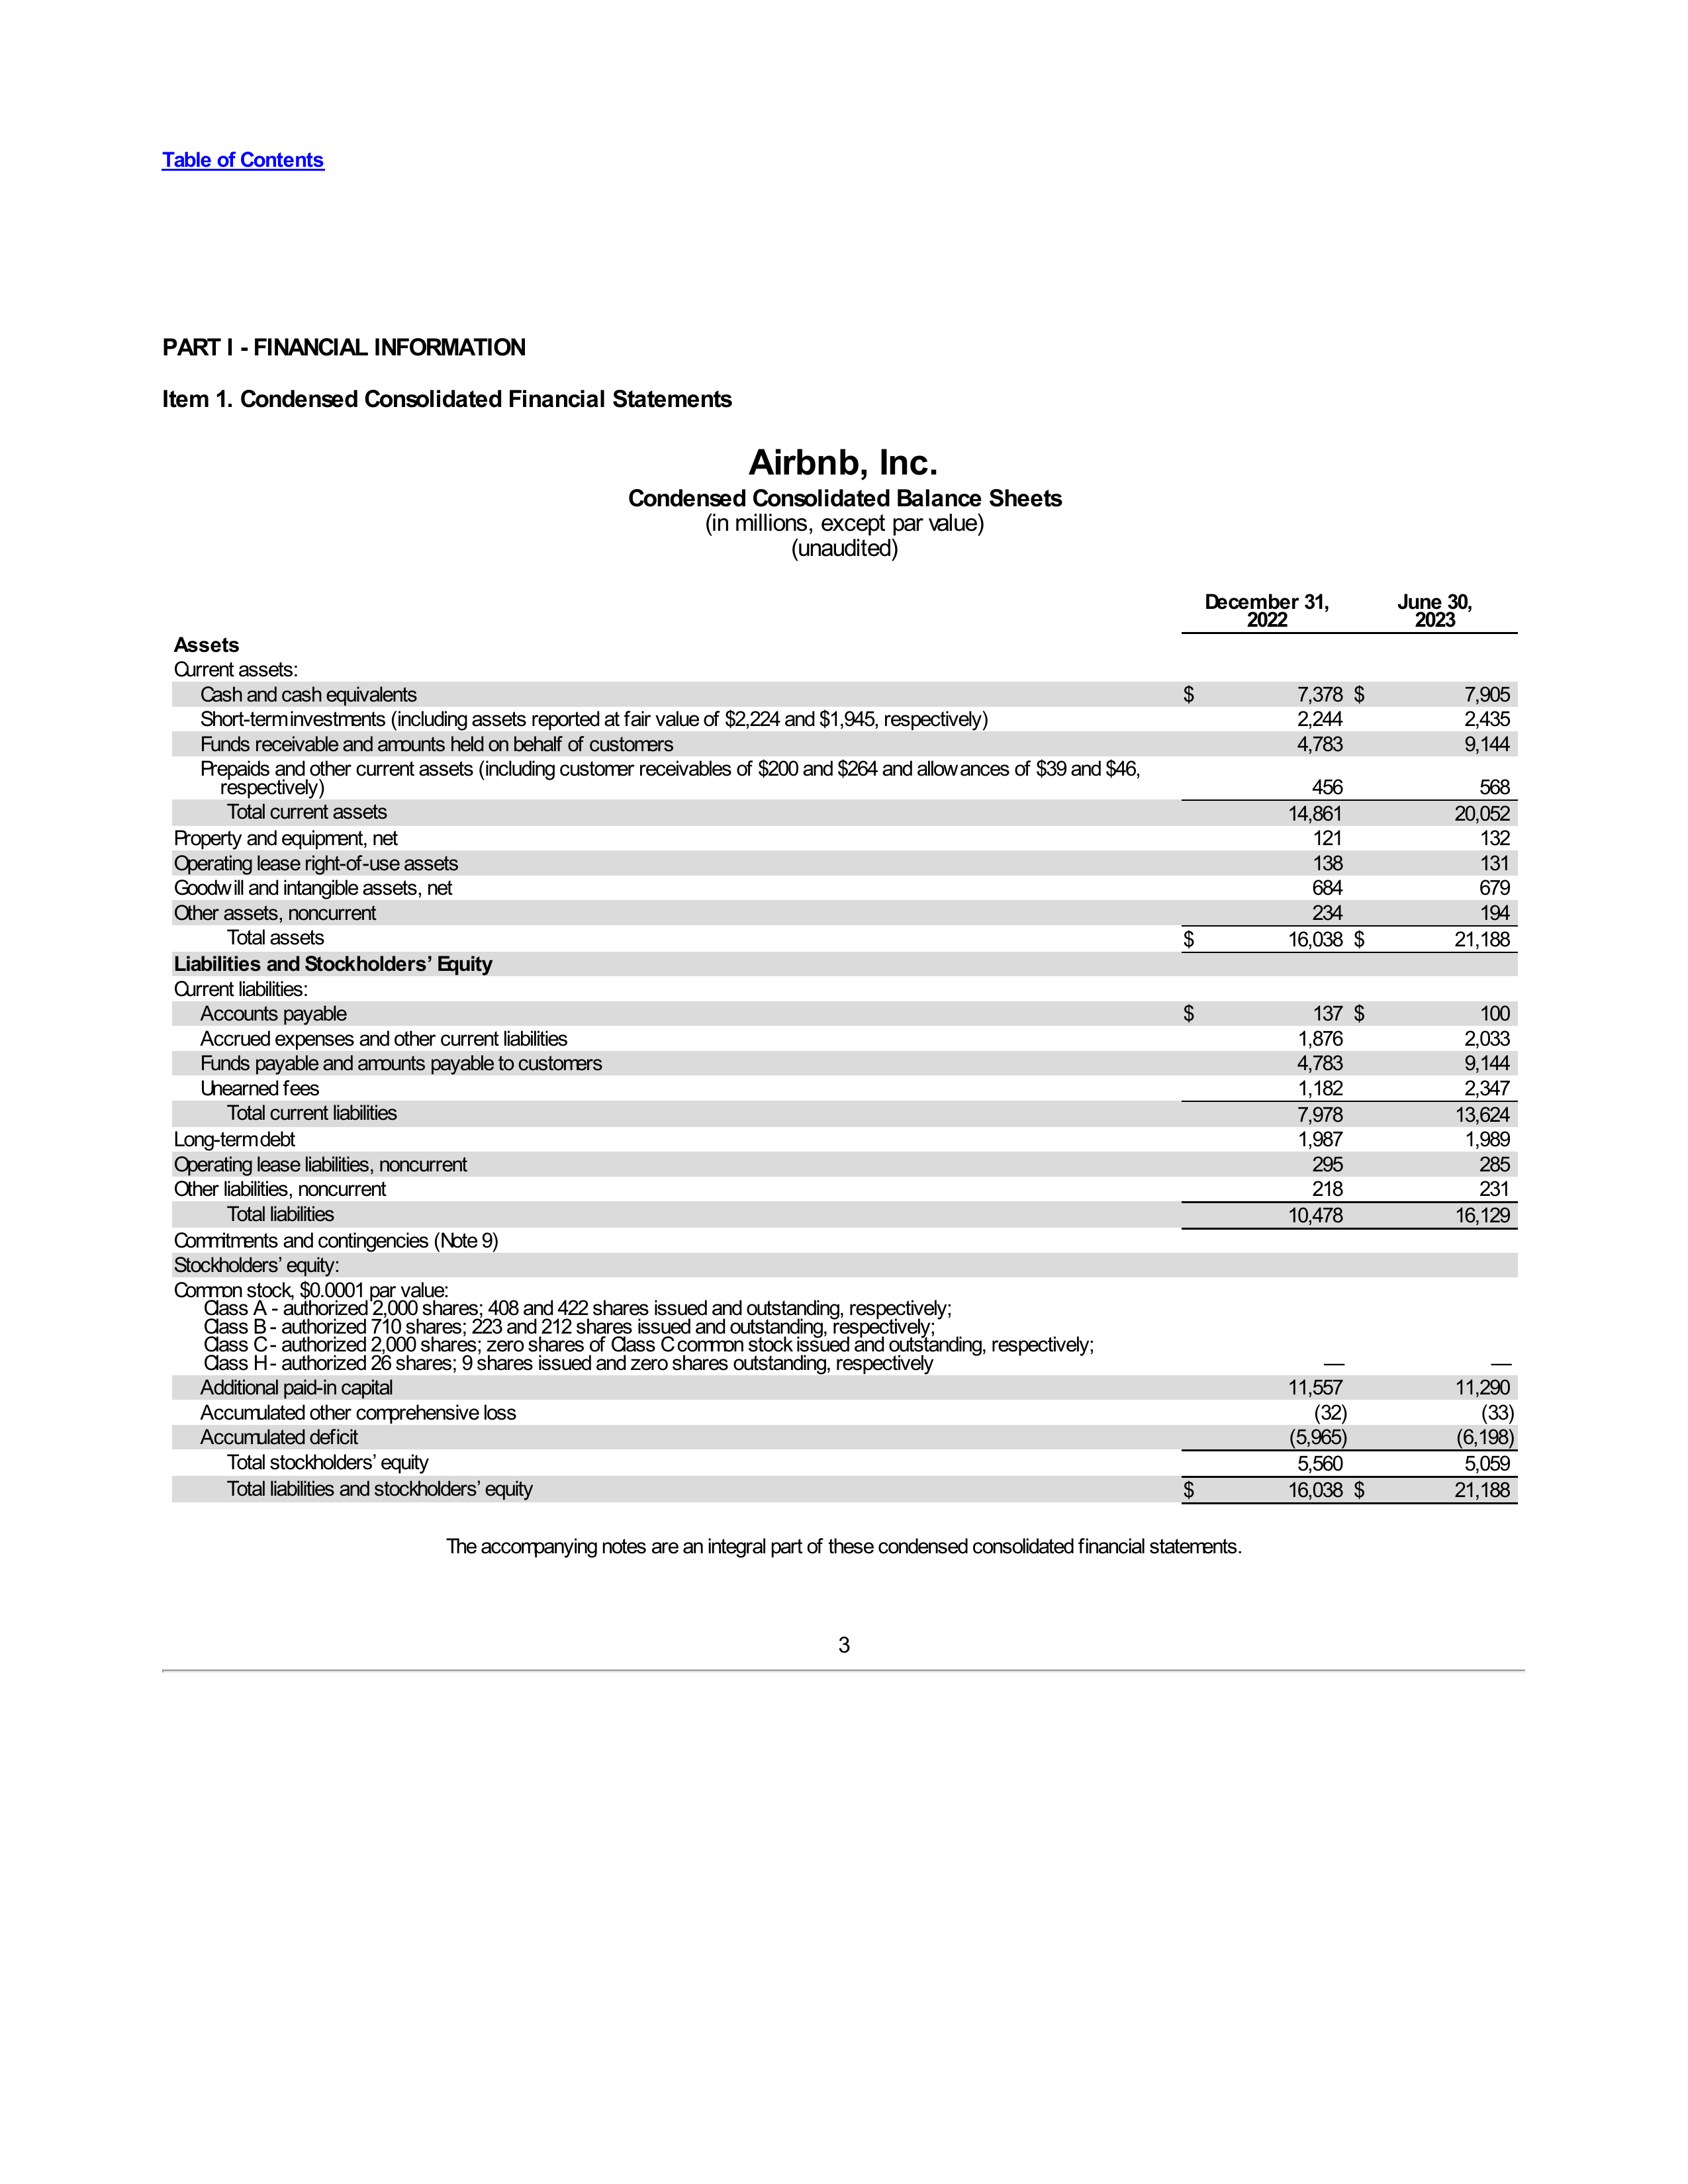 Table of Contents
PART I - FINANCIAL INFORMATION
Item 1. Condensed Consolidated Financial Statements
Airbnb, Inc.
Condensed Consolidated Balance Sheets
(in millions, except par value)
(unaudited)
December 31, June 30,
2022 2023
Assets
Current assets:
Cash and cash equivalents $ 7,378 $ 7,905
Short-term investments (including assets reported at fair value of $2,224 and $1,945, respectively) 2,244 2,435
Funds receivable and amounts held on behalf of customers 4,783 9,144
Prepaids and other current assets (including customer receivables of $200 and $264 and allowances of $39 and $46,
respectively) 456 568
Total current assets 14,861 20,052
Property and equipment, net 121 132
Operating lease right-of-use assets 138 131
Goodwill and intangible assets, net 684 679
Other assets, noncurrent 234 194
Total assets $ 16,038 $ 21,188
Liabilities and Stockholders’ Equity
Current liabilities:
Accounts payable $ 137 $ 100
Accrued expenses and other current liabilities 1,876 2,033
Funds payable and amounts payable to customers 4,783 9,144
Unearned fees 1,182 2,347
Total current liabilities 7,978 13,624
Long-term debt 1,987 1,989
Operating lease liabilities, noncurrent 295 285
Other liabilities, noncurrent 218 231
Total liabilities 10,478 16,129
Commitments and contingencies (Note 9)
Stockholders’ equity:
Common stock, $0.0001 par value:
Class A - authorized 2,000 shares; 408 and 422 shares issued and outstanding, respectively;
Class B - authorized 710 shares; 223 and 212 shares issued and outstanding, respectively;
Class C - authorized 2,000 shares; zero shares of Class C common stock issued and outstanding, respectively;
Class H - authorized 26 shares; 9 shares issued and zero shares outstanding, respectively — —
Additional paid-in capital 11,557 11,290
Accumulated other comprehensive loss (32) (33)
Accumulated deficit (5,965) (6,198)
Total stockholders’ equity 5,560 5,059
Total liabilities and stockholders’ equity $ 16,038 $ 21,188
The accompanying notes are an integral part of these condensed consolidated financial statements.
3